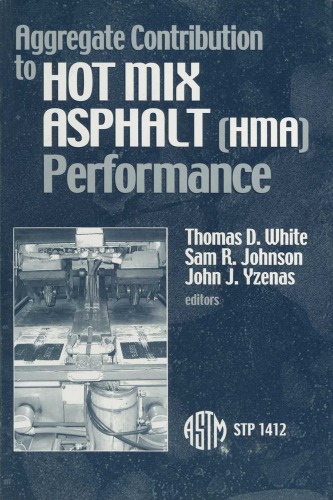 Aggregate Contribution
to HOT MIX
ASPHALT (HMA)
Performance
Thomas D. White
Sam R. Johnson
John J. Yzenas
editors
ASTM STP 1412